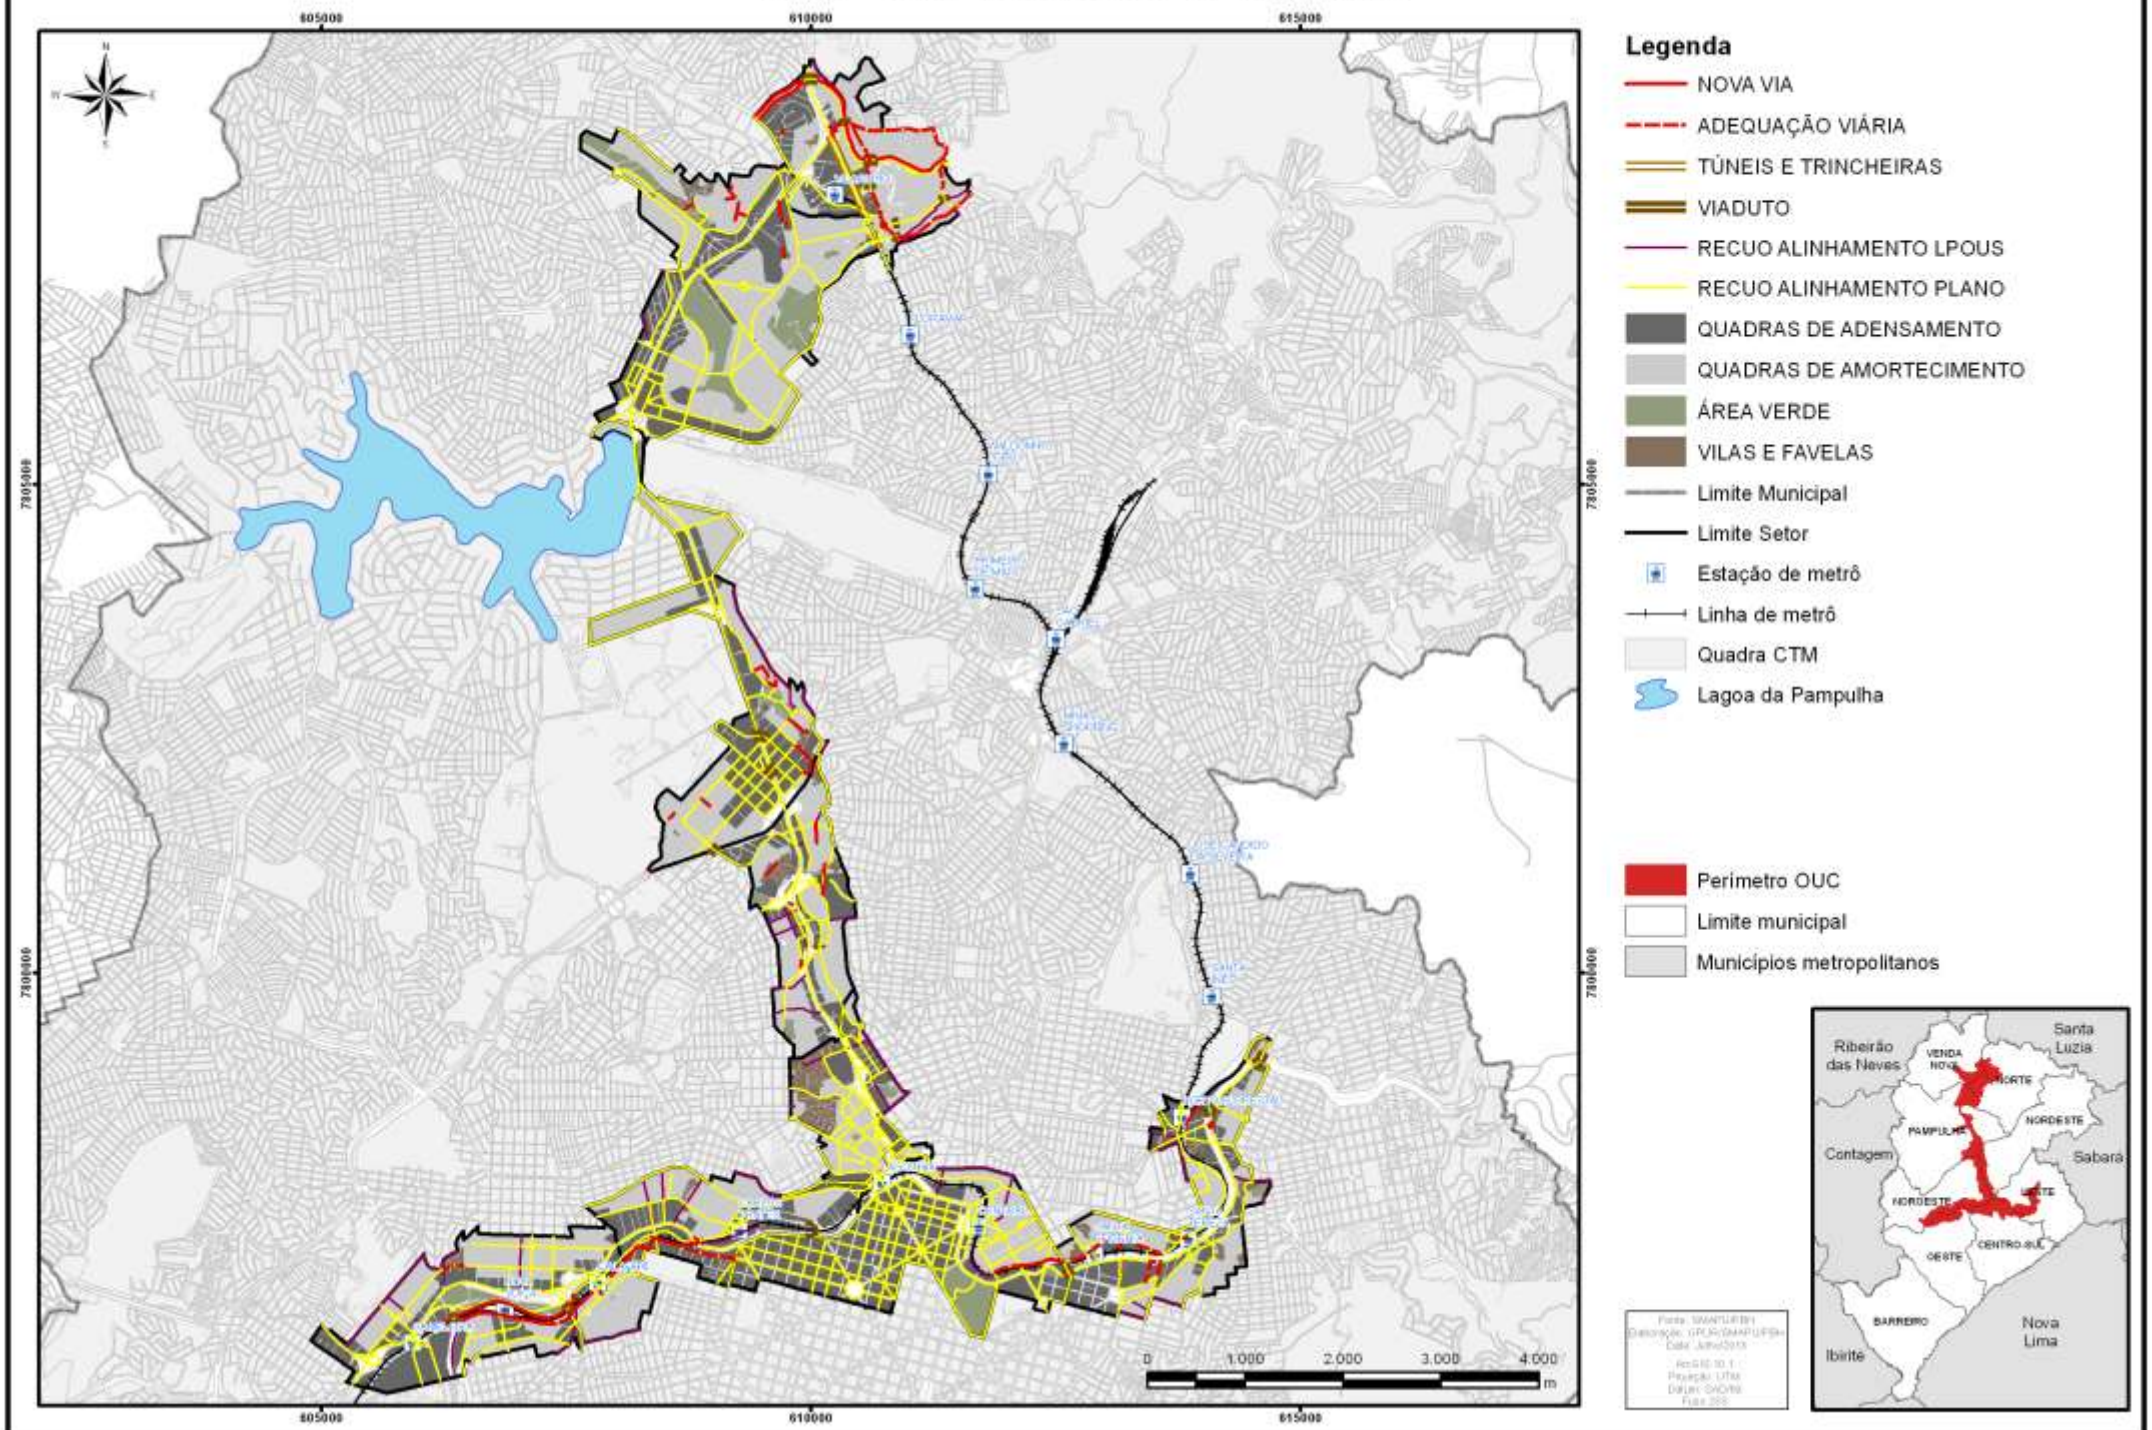 605000 610000 615000
N
W E
S
7805000
7805000
7800000
7800000
0 1.000 2.000 3.000 4.000
m
605000 610000 615000
Legenda
NOVA VIA
ADEQUAÇÃO VIÁRIA
TÚNEIS E TRINCHEIRAS
VIADUTO
RECUO ALINHAMENTO LPOUS
RECUO ALINHAMENTO PLANO
QUADRAS DE ADENSAMENTO
QUADRAS DE AMORTECIMENTO
ÁREA VERDE
VILAS E FAVELAS
Limite Municipal
Limite Setor
Estação de metrô
Linha de metrô
Quadra CTM
Lagoa da Pampulha
Perímetro OUC
Limite municipal
Municípios metropolitanos
Ribeirão
das Neves
VENDA
NOVA
Santa
Luzia
NORTE
PAMPULHA
NORDESTE
Contagem
Sabará
NOROESTE
LESTE
OESTE
CENTRO-SUL
BARREIRO
Nova
Lima
Ibirité